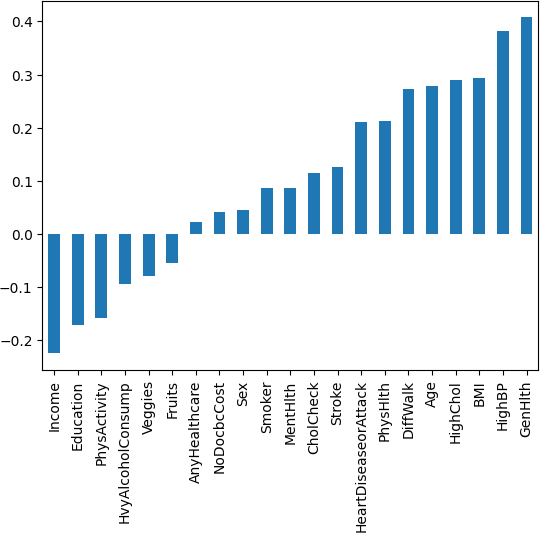 0.4
0.3
0.2
0.1
0.0
−0.1
−0.2
Income
Education
PhysActivity
HvyAlcoholConsump
Veggies
Fruits
AnyHealthcare
NoDocbcCost
Sex
Smoker
MentHlth
CholCheck
Stroke
HeartDiseaseorAttack
PhysHlth
DiffWalk
Age
HighChol
BMI
HighBP
GenHlth